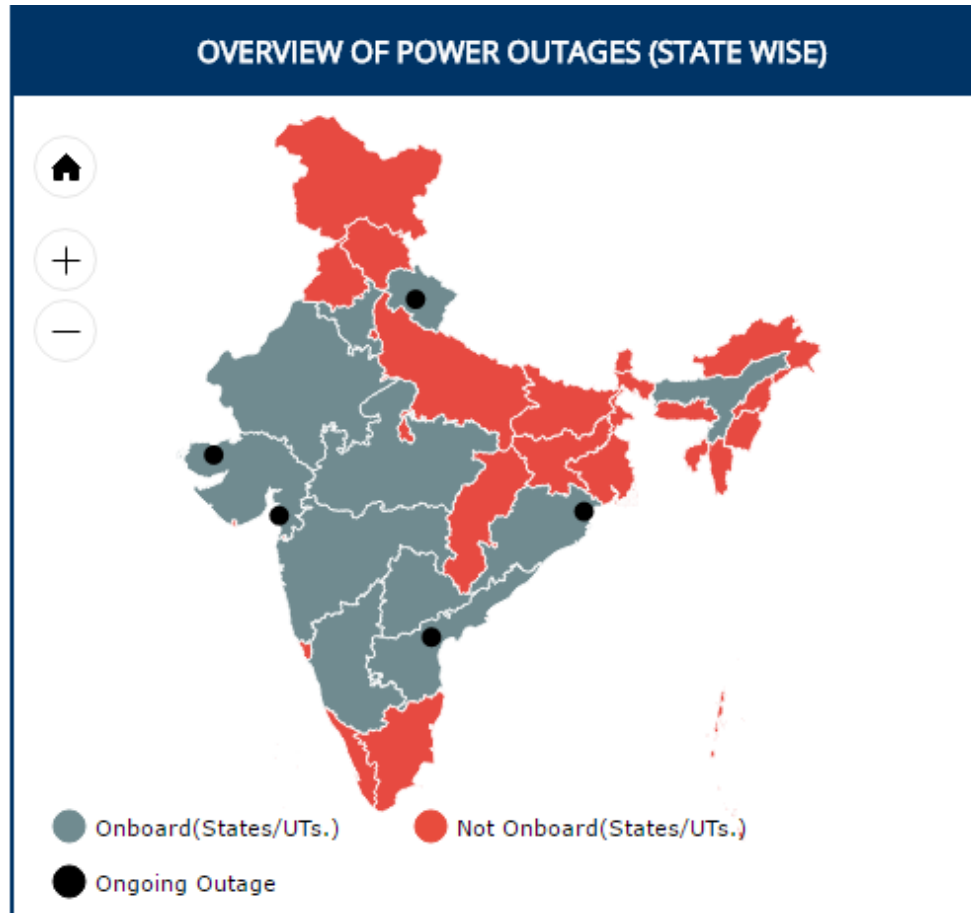 OVERVIEW OF POWER OUTAGES (STATE WISE)
Onboard(States/UTs.)
Not Onboard(States/UTs.)
Ongoing Outage